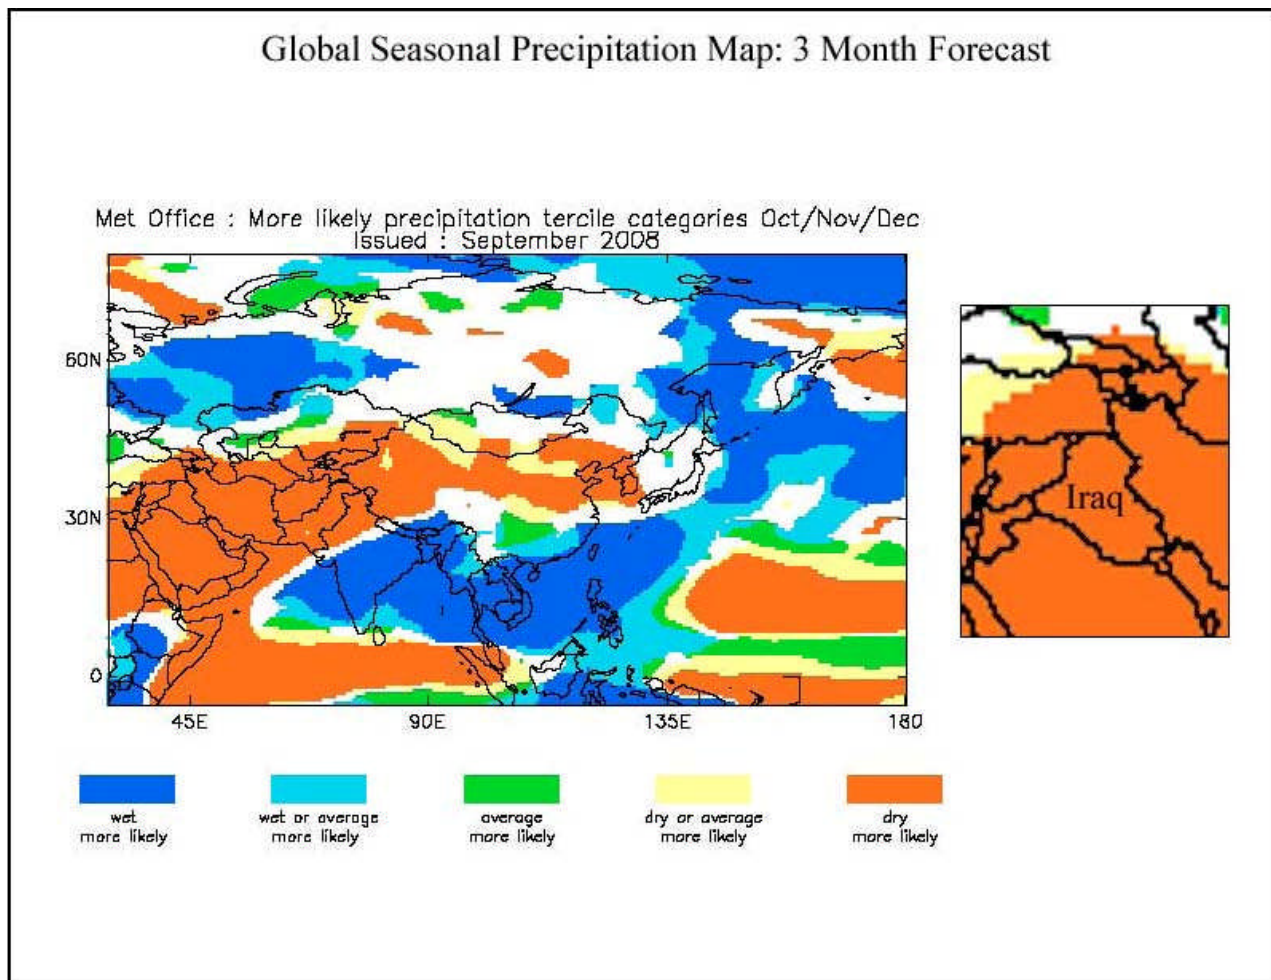 Global Seasonal Precipitation Map: 3 Month Forecast
Met Office : More likely precipitation tercile categories Oct/Nov/Dec
Issued : September 2008
60N
30N
0
45E 90E 135E 180
Iraq
wet wet or average average dry or average dry
more likely more likely more likely more likely more likely